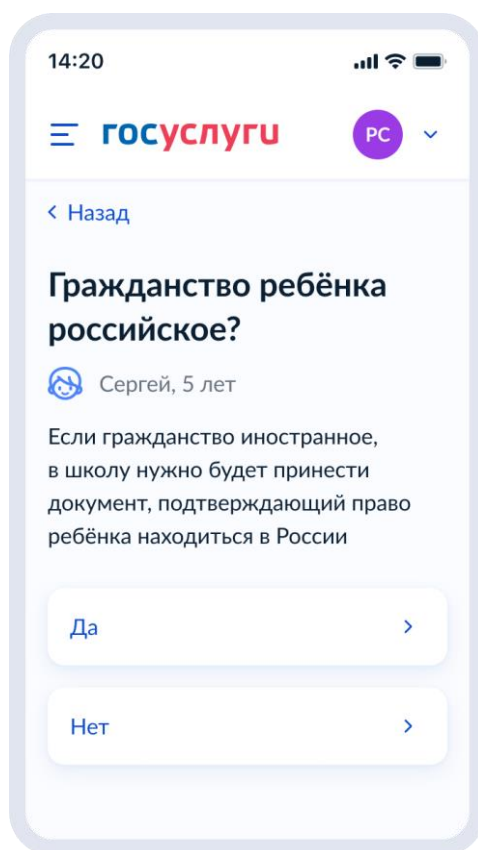 14:20
госуслуги
РС
Назад
Гражданство ребёнка
российское?
Сергей, 5 лет
Если гражданство иностранное,
в школу нужно будет принести
документ, подтверждающий право
ребёнка находиться в России
Да
Нет